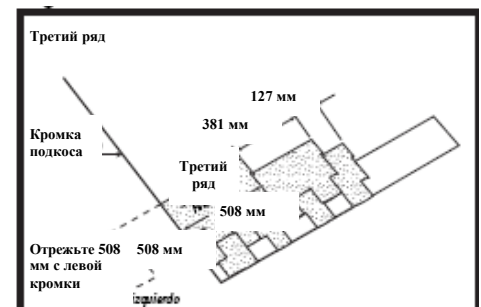 Третий ряд
127 мм
381 мм
Кромка
подкоса
Третий
ряд
508 мм
Отрежьте 508
мм с левой
кромки
508 мм
izquierdo